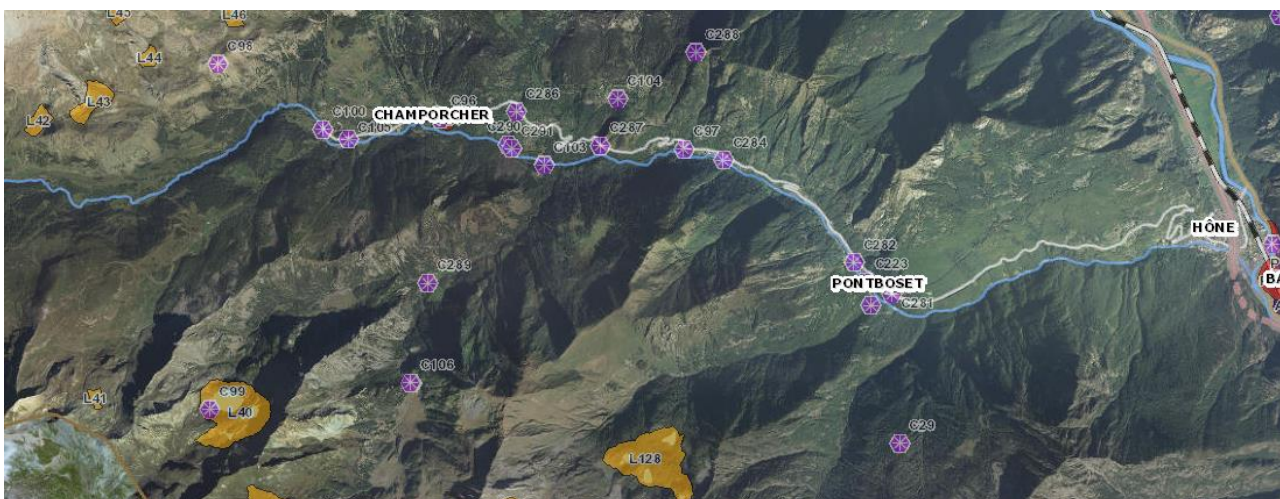 L45
L46
C98
L44
C288
L43
C104
L42
C286
C100
C96
CHAMPORCHER
C105
C290
C291
C287
C103
C97
C284
HÔNE
C282
C289
C223
PONTBOSET
BA
C281
C106
L41
C99
L40
C29
L128